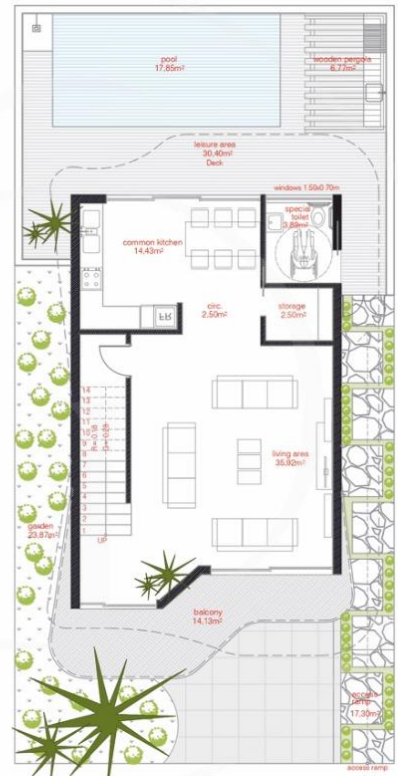 pool
17,85m²
wooden pergola
6,77m²
leisure area
30,40m²
Deck
windows 1.50x0.70m
special
toilet
3,89m²
common kitchen
14,43m²
circ.
2,50m²
storage
2,50m²
FR
14
13
12
11
10
9
8
7
6
5
4
3
2
1
UP
living area
35,92m²
garden
23,87m²
balcony
14,13m²
access
ramp
17,30m²
access ramp